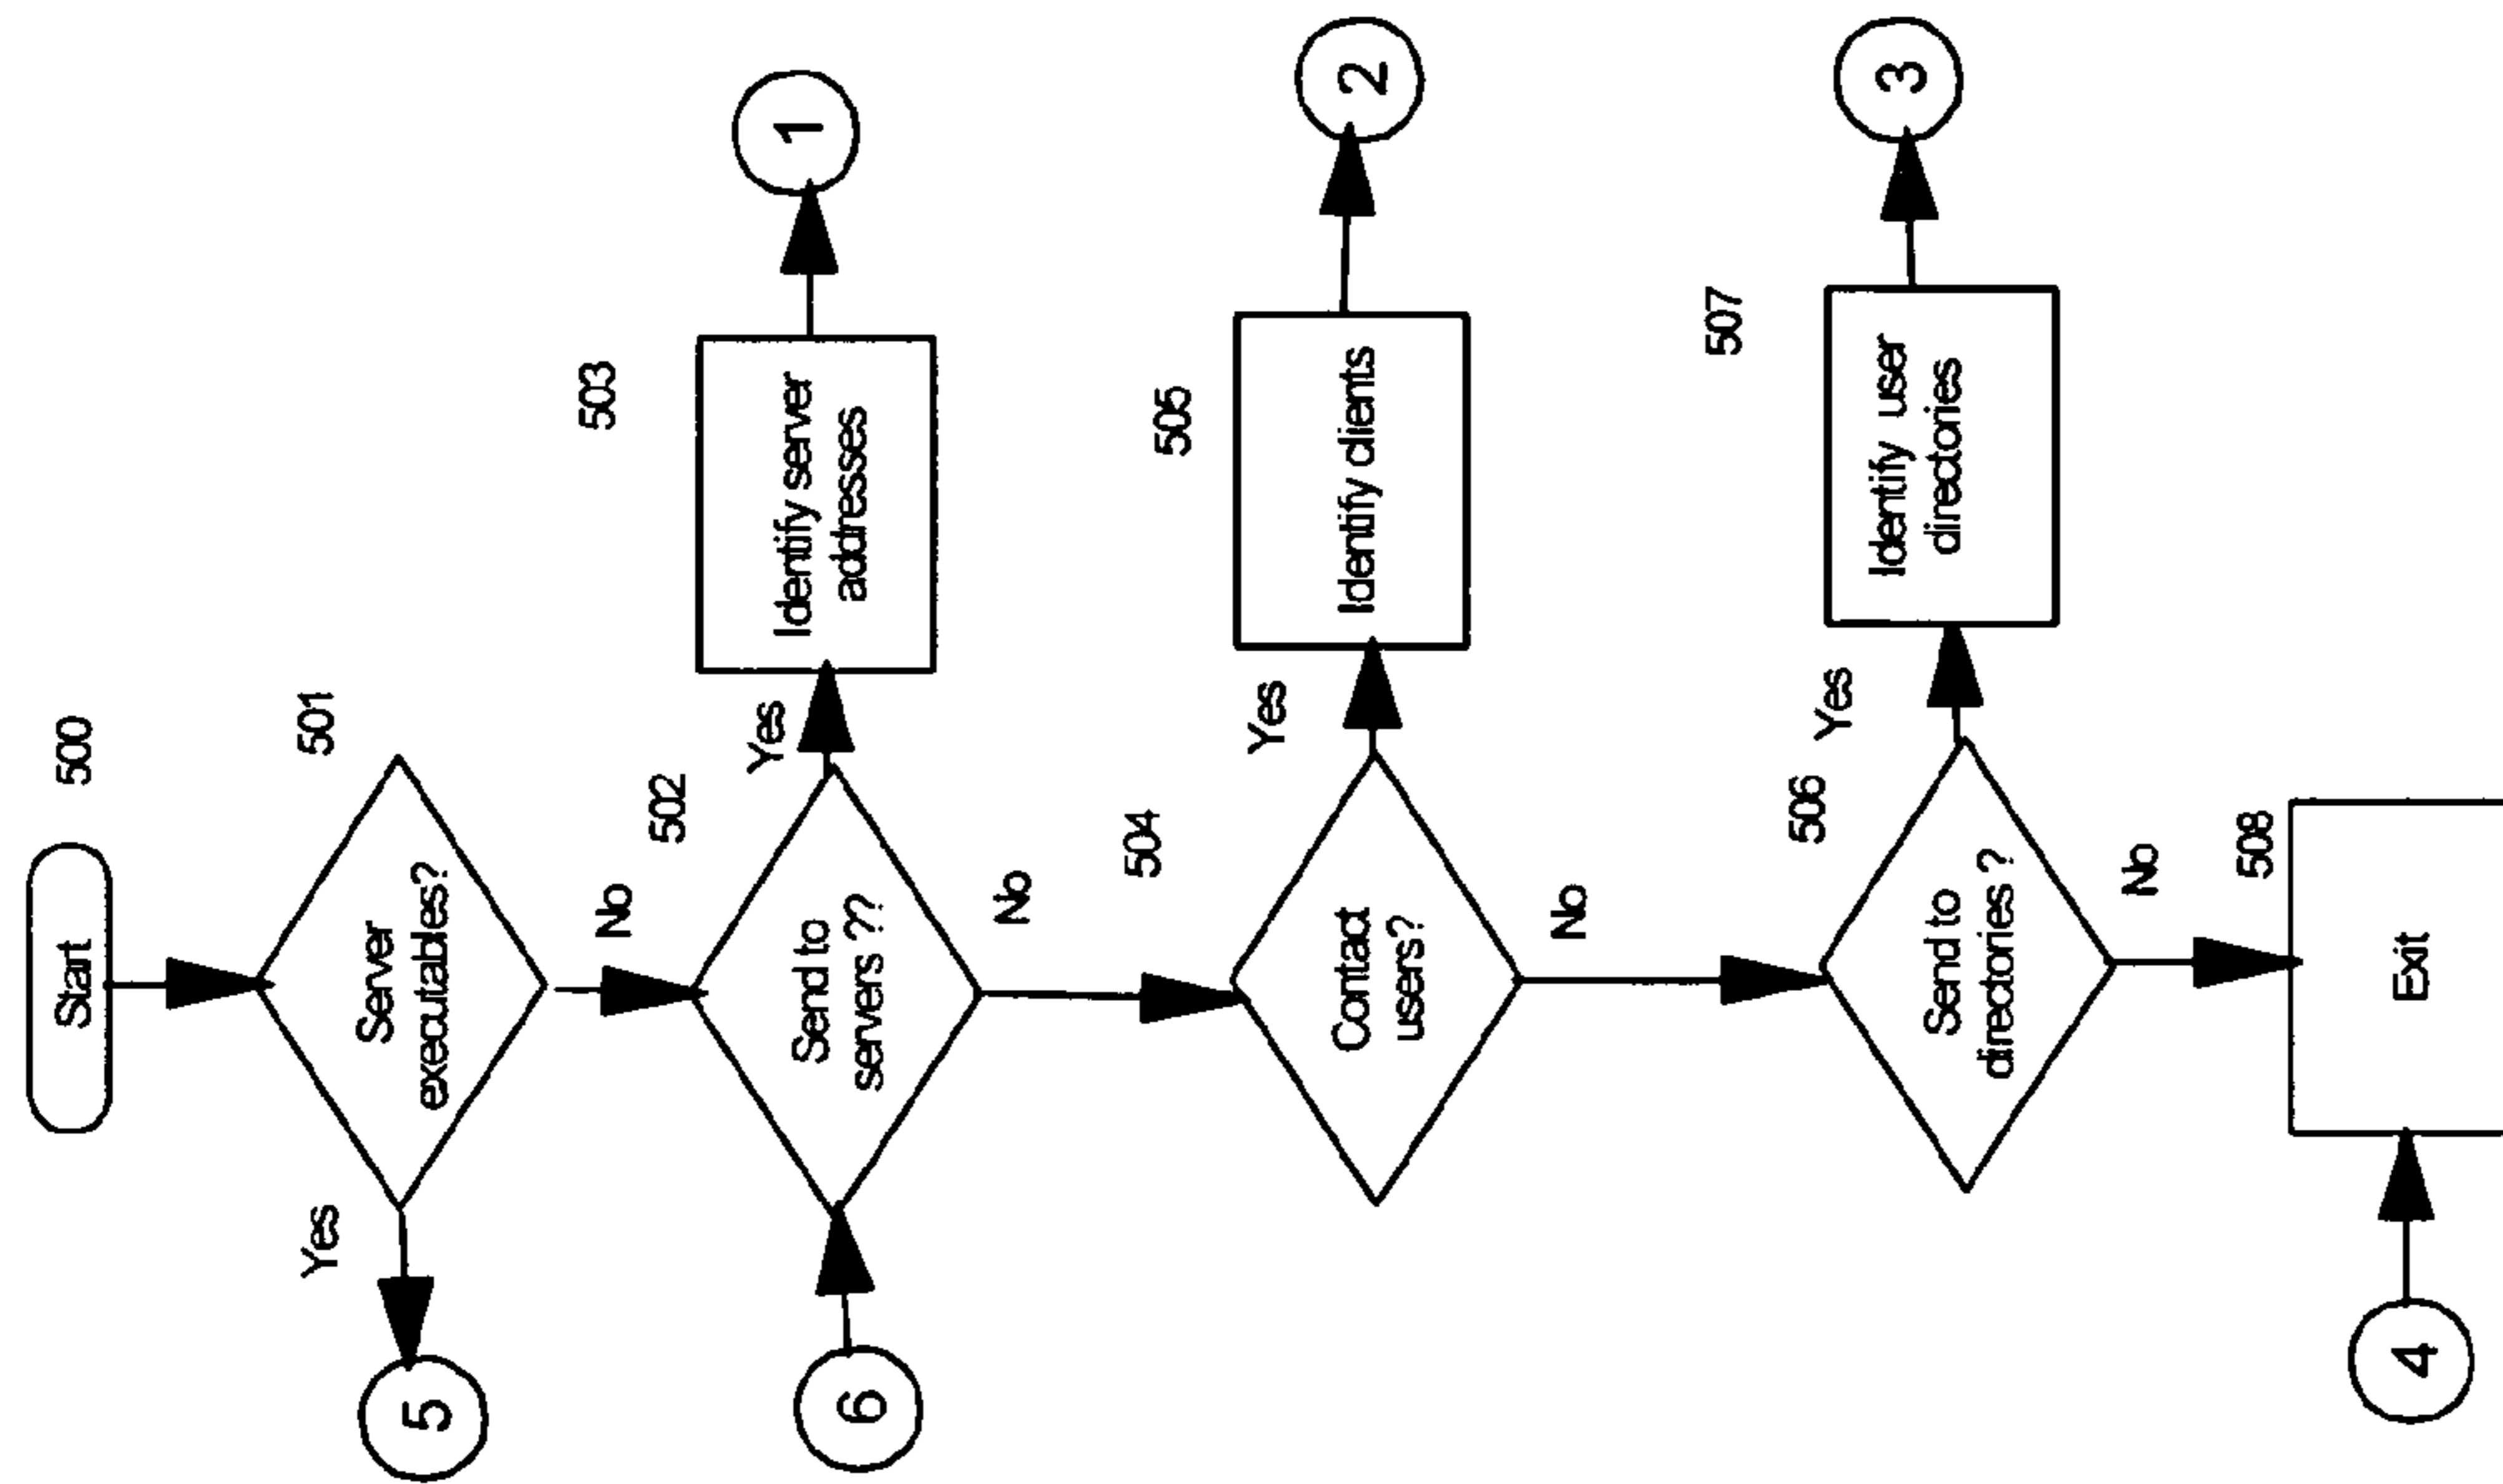 Start
500
Server
executables?
501
Yes
5
No
Send to
servers ??
502
Yes
Identify server
addresses
503
1
6
No
Contact
users?
504
Yes
Identify clients
505
2
No
Send to
directories ?
506
Yes
Identify user
directories
507
3
No
Exit
508
4